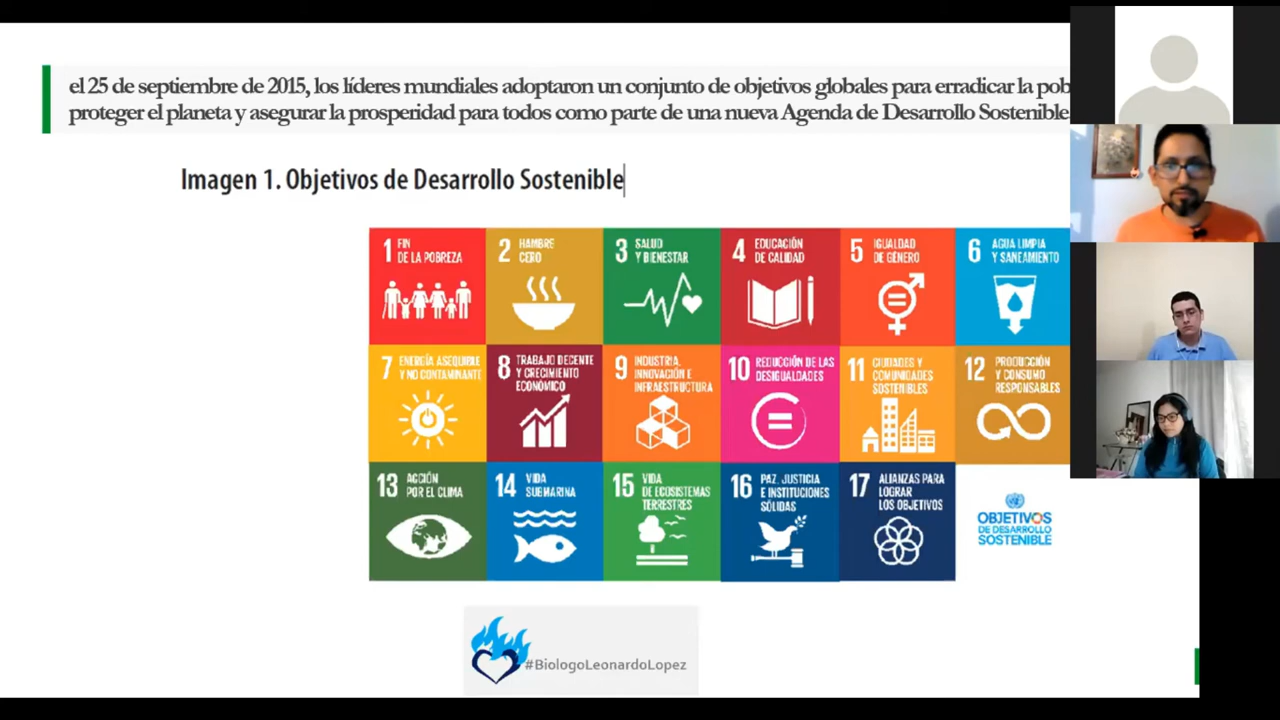 el 25 de septiembre de 2015, los líderes mundiales adoptaron un conjunto de objetivos globales para erradicar la
proteger el planeta y asegurar la prosperidad para todos como parte de una nueva Agenda de Desarrollo Sostenible
Imagen 1. Objetivos de Desarrollo Sostenible
1 FIN
DE LA POBREZA
2 HAMBRE
CERO
3 SALUD
Y BIENESTAR
4 EDUCACIÓN
DE CALIDAD
5 IGUALDAD
DE GÉNERO
6 AGUA LIMPIA
Y SANEAMIENTO
7 ENERGÍA ASEQUIBLE
Y NO CONTAMINANTE
8 TRABAJO DECENTE
Y CRECIMIENTO
ECONÓMICO
9 INDUSTRIA,
INNOVACIÓN E
INFRAESTRUCTURA
10 REDUCCIÓN DE LAS
DESIGUALDADES
11 CIUDADES Y
COMUNIDADES
SOSTENIBLES
12 PRODUCCIÓN
Y CONSUMO
RESPONSABLES
13 ACCIÓN
POR EL CLIMA
14 VIDA
SUBMARINA
15 VIDA
DE ECOSISTEMAS
TERRESTRES
16 PAZ, JUSTICIA
E INSTITUCIONES
SÓLIDAS
17 ALIANZAS PARA
LOGRAR
LOS OBJETIVOS
OBJETIVOS
DE DESARROLLO
SOSTENIBLE
#BiologoLeonardoLopez